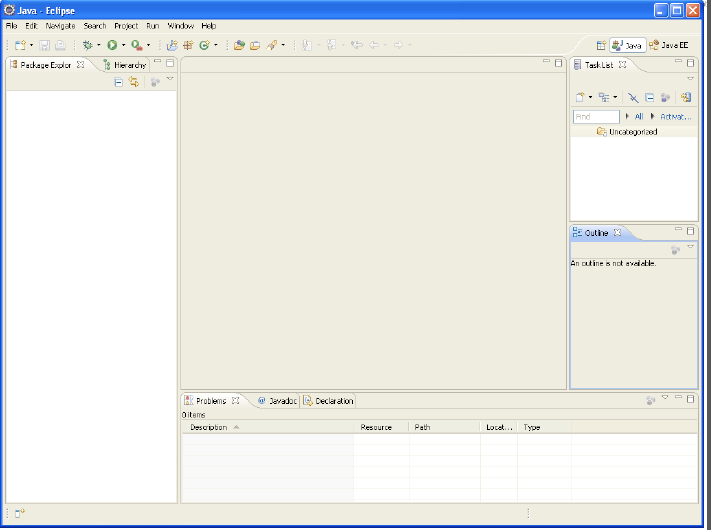 Java - Eclipse
File Edit Navigate Search Project Run Window Help
Java Java EE
Package Explor Hierarchy
Task List
Find All Activat...
Uncategorized
Outline
An outline is not available.
Problems @ Javadoc Declaration
0 items
Description Resource Path Locat... Type